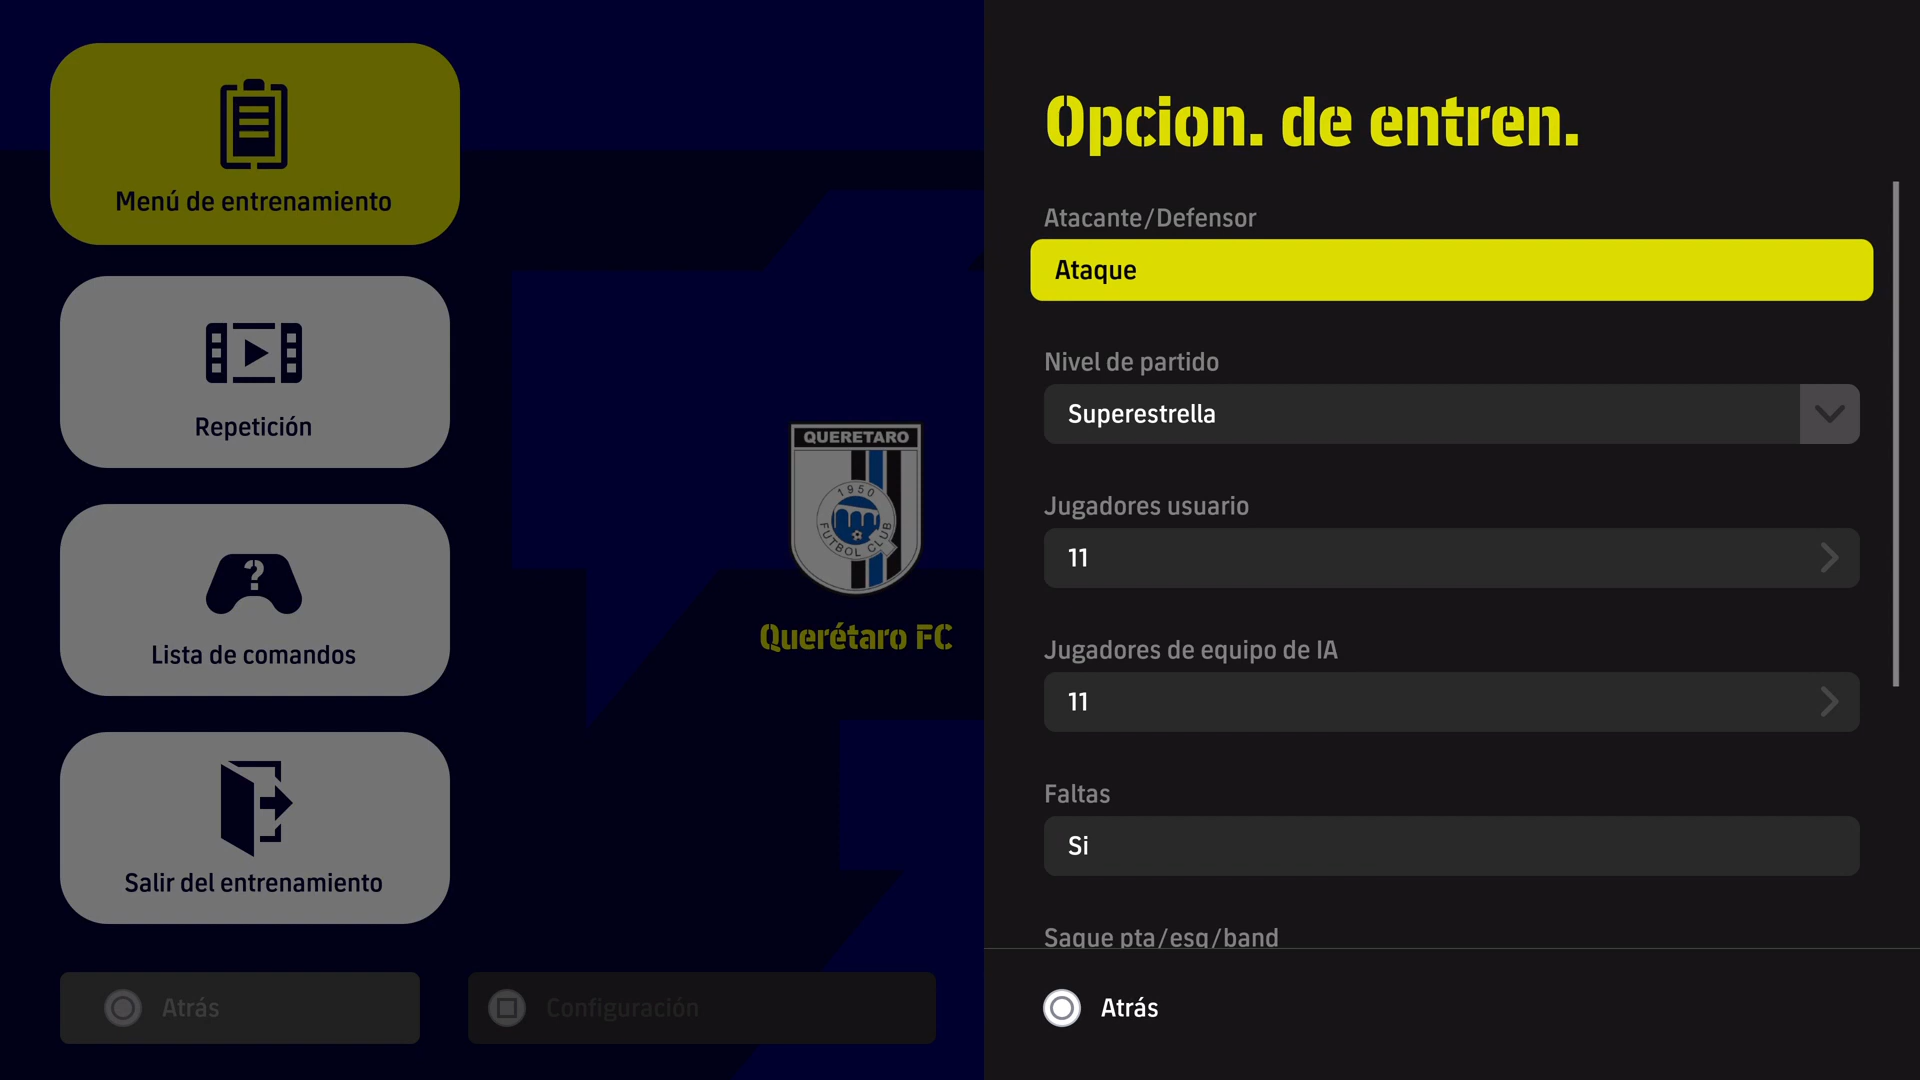 Menú de entrenamiento
Repetición
Lista de comandos
Salir del entrenamiento
Atrás
Configuración
QUERETARO
1950
FUTBOL CLUB
Querétaro FC
Opcion. de entren.
Atacante/Defensor
Ataque
Nivel de partido
Superestrella
Jugadores usuario
11
Jugadores de equipo de IA
11
Faltas
Si
Saque pta/esq/band
Atrás